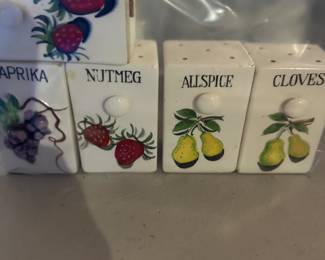 APRIKA
NUTMEG
ALLSPICE
CLOVES